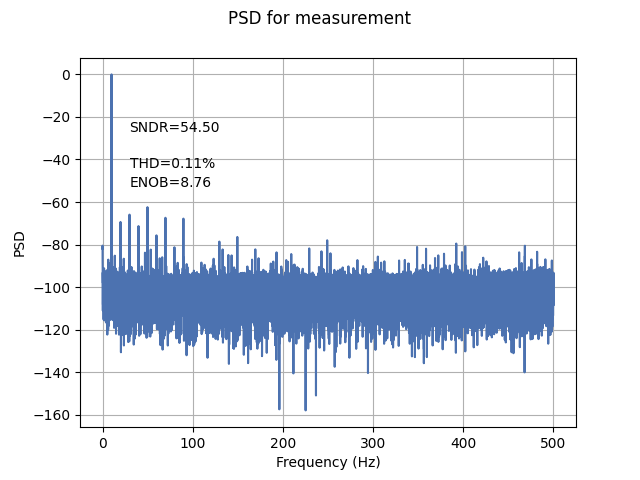 PSD for measurement
0
−20
−40
−60
−80
−100
−120
−140
−160
PSD
SNDR=54.50
THD=0.11%
ENOB=8.76
0 100 200 300 400 500
Frequency (Hz)